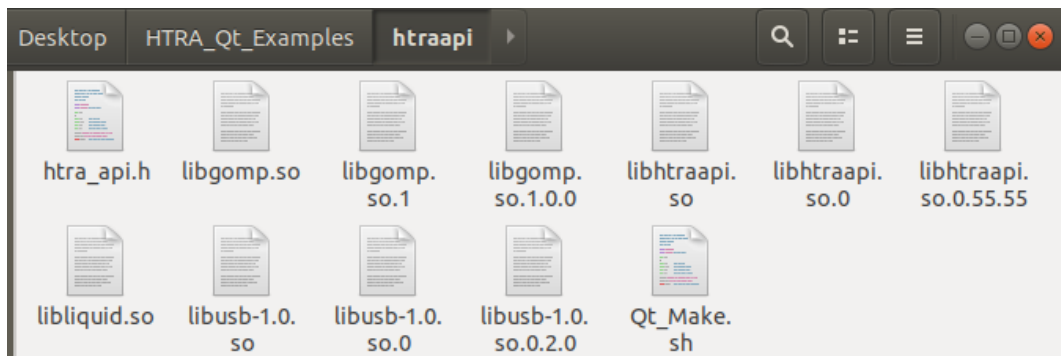 Desktop HTRA_Qt_Examples htraapi
htra_api.h libgomp.so libgomp. libgomp. libhtraapi. libhtraapi. libhtraapi.
so.1 so.1.0.0 so so.0 so.0.55.55
libliquid.so libusb-1.0. libusb-1.0. libusb-1.0. Qt_Make.
so so.0 so.0.2.0 sh